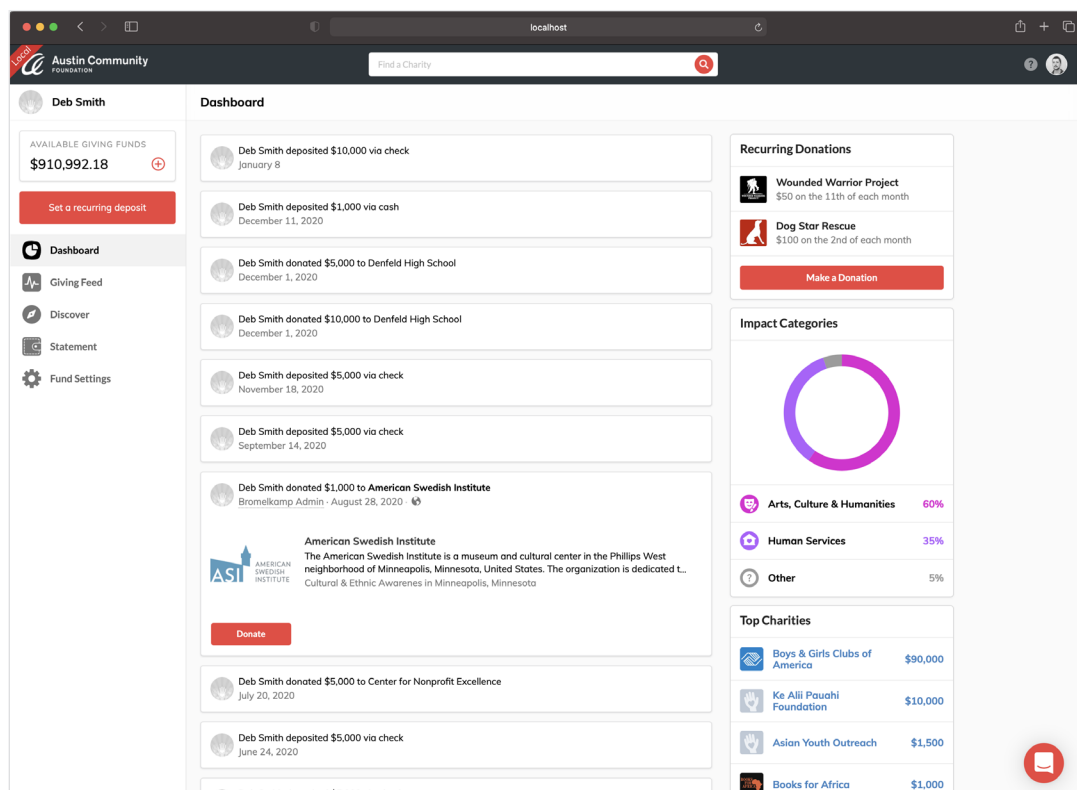 localhost
Local
Austin Community
FOUNDATION
Find a Charity
?
Deb Smith
Dashboard
AVAILABLE GIVING FUNDS
$910,992.18
Set a recurring deposit
Dashboard
Giving Feed
Discover
Statement
Fund Settings
Deb Smith deposited $10,000 via check
January 8
Deb Smith deposited $1,000 via cash
December 11, 2020
Deb Smith donated $5,000 to Denfeld High School
December 1, 2020
Deb Smith donated $10,000 to Denfeld High School
December 1, 2020
Deb Smith deposited $5,000 via check
November 18, 2020
Deb Smith deposited $5,000 via check
September 14, 2020
Deb Smith donated $1,000 to American Swedish Institute
Bromelkamp Admin · August 28, 2020 ·
ASI
AMERICAN
SWEDISH
INSTITUTE
American Swedish Institute
The American Swedish Institute is a museum and cultural center in the Phillips West
neighborhood of Minneapolis, Minnesota, United States. The organization is dedicated t...
Cultural & Ethnic Awarenes in Minneapolis, Minnesota
Donate
Deb Smith donated $5,000 to Center for Nonprofit Excellence
July 20, 2020
Deb Smith deposited $5,000 via check
June 24, 2020
Recurring Donations
Wounded Warrior Project
$50 on the 11th of each month
Dog Star Rescue
$100 on the 2nd of each month
Make a Donation
Impact Categories
Arts, Culture & Humanities 60%
Human Services 35%
? Other 5%
Top Charities
Boys & Girls Clubs of
America $90,000
Ke Alii Pauahi
Foundation $10,000
Asian Youth Outreach $1,500
Books for Africa $1,000